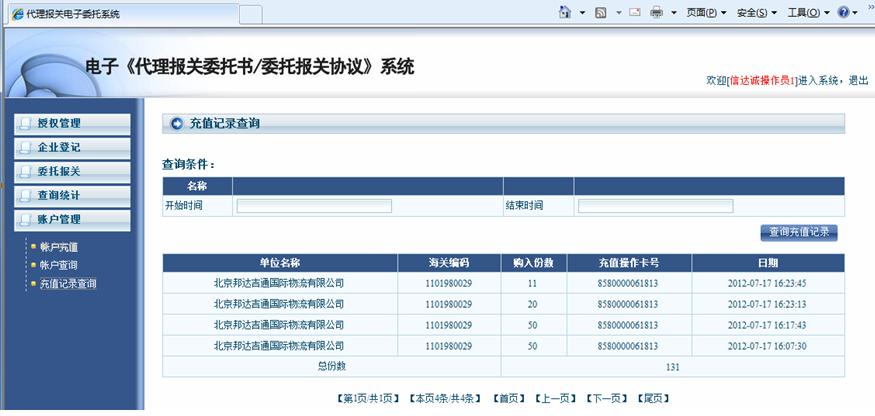 代理报关电子委托系统
页面(P) 安全(S) 工具(O)
电子《代理报关委托书/委托报关协议》系统
欢迎[信达诚操作员1]进入系统，退出
授权管理
企业登记
委托报关
查询统计
账户管理
帐户充值
帐户查询
充值记录查询
充值记录查询
查询条件：
名称
开始时间 结束时间
查询充值记录
单位名称 海关编码 购入份数 充值操作卡号 日期
北京邦达吉通国际物流有限公司 1101980029 11 8580000061813 2012-07-17 16:23:45
北京邦达吉通国际物流有限公司 1101980029 20 8580000061813 2012-07-17 16:23:13
北京邦达吉通国际物流有限公司 1101980029 50 8580000061813 2012-07-17 16:17:43
北京邦达吉通国际物流有限公司 1101980029 50 8580000061813 2012-07-17 16:07:30
总份数 131
【第1页/共1页】 【本页4条/共4条】 【首页】 【上一页】 【下一页】 【尾页】